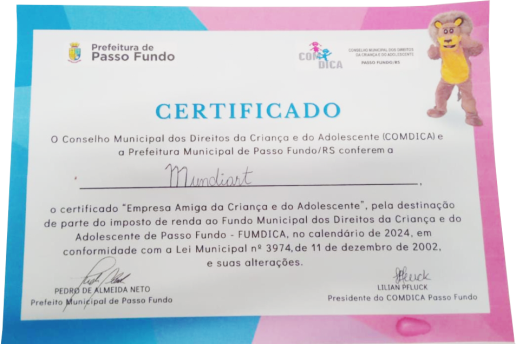 Prefeitura de
Passo Fundo
COMDICA
CONSELHO MUNICIPAL DOS DIREITOS
DA CRIANÇA E DO ADOLESCENTE
PASSO FUNDO/RS
CERTIFICADO
O Conselho Municipal dos Direitos da Criança e do Adolescente (COMDICA) e
a Prefeitura Municipal de Passo Fundo/RS conferem a
Mundiart
o certificado "Empresa Amiga da Criança e do Adolescente", pela destinação
de parte do imposto de renda ao Fundo Municipal dos Direitos da Criança e do
Adolescente de Passo Fundo - FUMDICA, no calendário de 2024, em
conformidade com a Lei Municipal nº 3974, de 11 de dezembro de 2002,
e suas alterações.
PEDRO DE ALMEIDA NETO
Prefeito Municipal de Passo Fundo
LPfluck
LILIAN PFLUCK
Presidente do COMDICA Passo Fundo